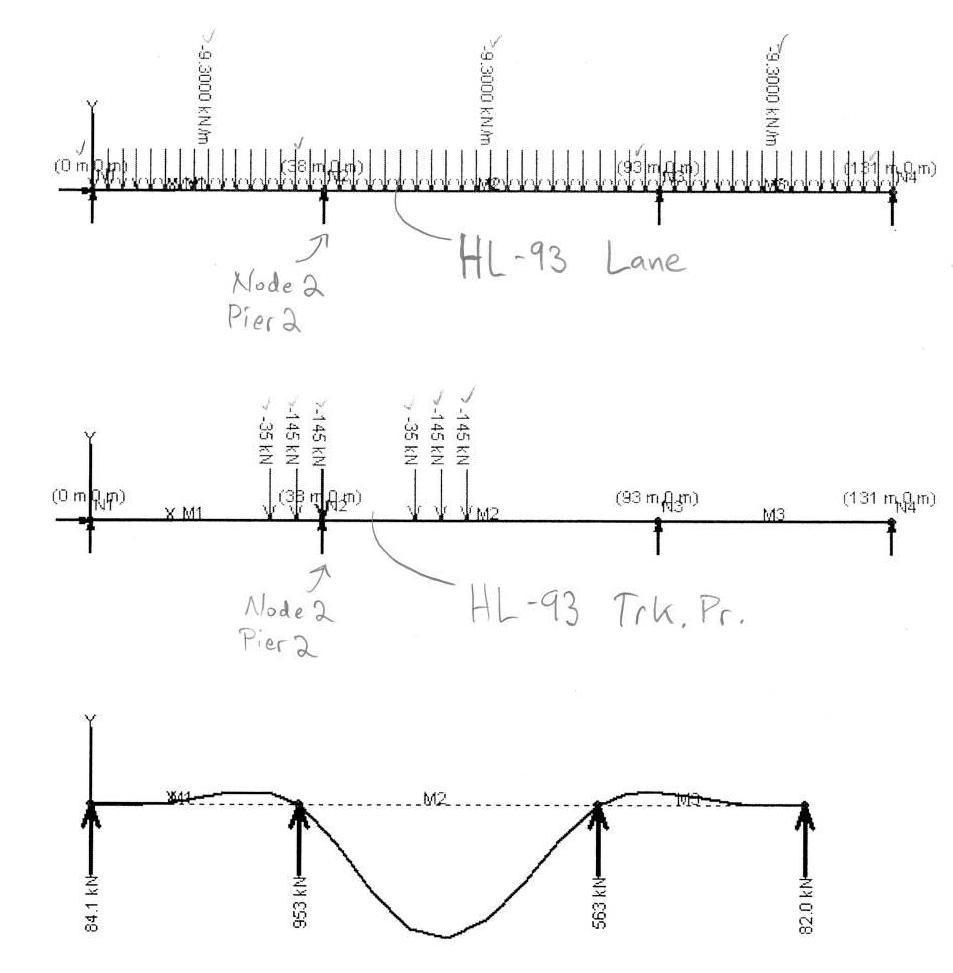 -9.3000 kN/m
-9.3000 kN/m
-9.3000 kN/m
Y
(0 m,0 m)
(38 m,0 m)
(93 m,0 m)
(131 m,0 m)
N1
X M1
N2
M2
N3
M3
N4
HL-93 Lane
Node 2
Pier 2
-35 kN
-145 kN
-145 kN
-35 kN
-145 kN
-145 kN
Y
(0 m,0 m)
(38 m,0 m)
(93 m,0 m)
(131 m,0 m)
N1
X M1
N2
M2
N3
M3
N4
HL-93 Trk. Pr.
Node 2
Pier 2
Y
X M1
M2
M3
84.1 kN
953 kN
563 kN
82.0 kN